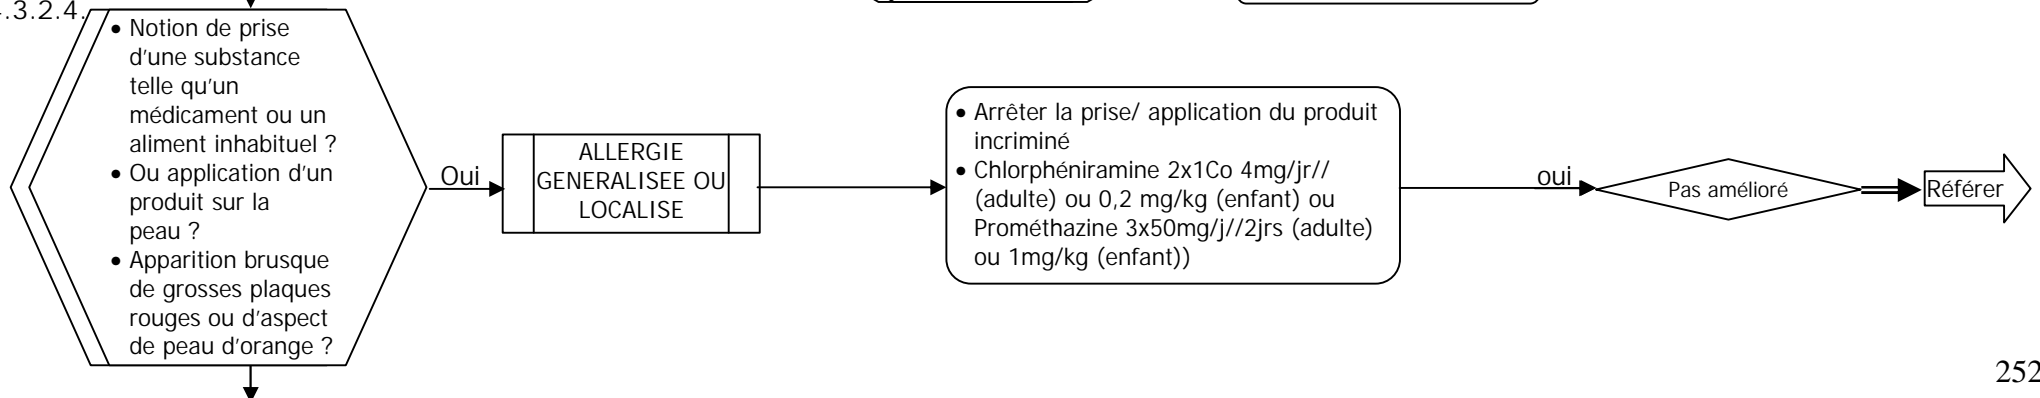 .3.2.4.
• Notion de prise
d'une substance
telle qu'un
médicament ou un
aliment inhabituel ?
• Ou application d'un
produit sur la
peau ?
• Apparition brusque
de grosses plaques
rouges ou d'aspect
de peau d'orange ?
Oui
ALLERGIE
GENERALISEE OU
LOCALISE
• Arrêter la prise/ application du produit
incriminé
• Chlorphéniramine 2x1Co 4mg/jr//
(adulte) ou 0,2 mg/kg (enfant) ou
Prométhazine 3x50mg/j//2jrs (adulte)
ou 1mg/kg (enfant))
oui
Pas amélioré
Référer
252